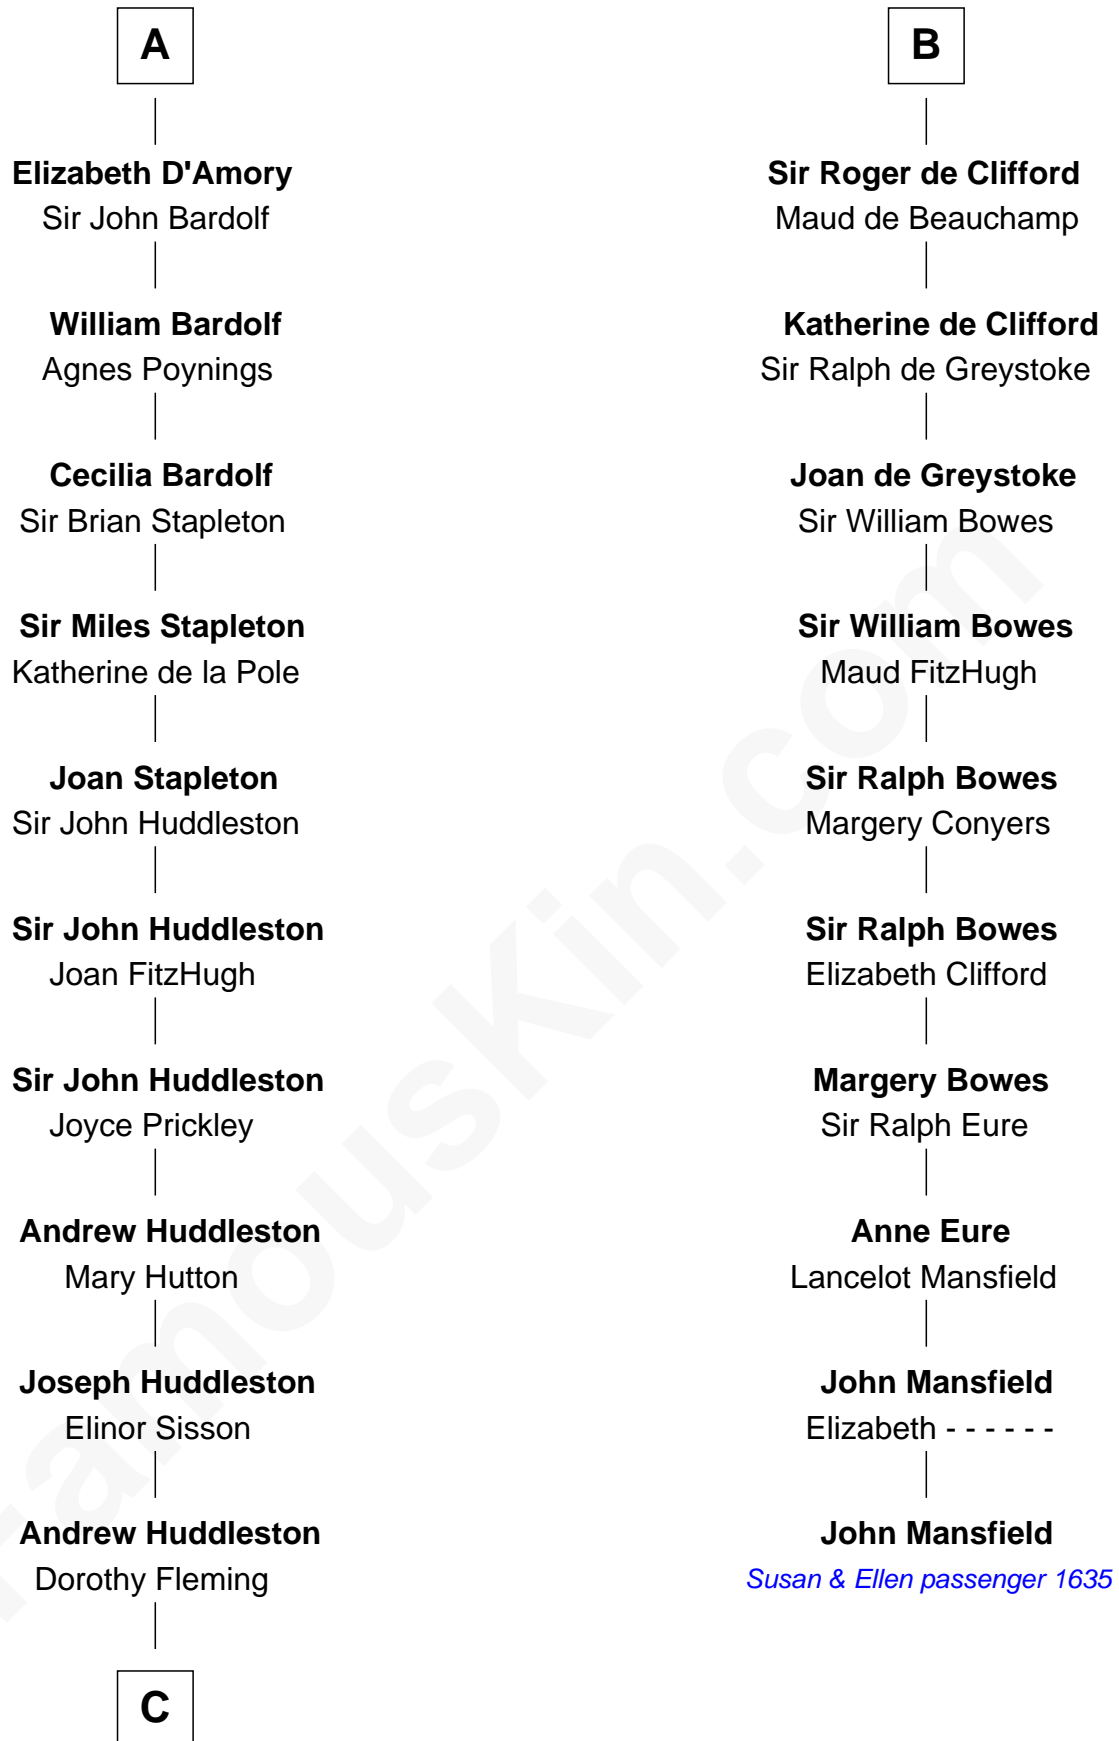 A
Elizabeth D'Amory
Sir John Bardolf
William Bardolf
Agnes Poynings
Cecilia Bardolf
Sir Brian Stapleton
Sir Miles Stapleton
Katherine de la Pole
Joan Stapleton
Sir John Huddleston
Sir John Huddleston
Joan FitzHugh
Sir John Huddleston
Joyce Prickley
Andrew Huddleston
Mary Hutton
Joseph Huddleston
Elinor Sisson
Andrew Huddleston
Dorothy Fleming
C
B
Sir Roger de Clifford
Maud de Beauchamp
Katherine de Clifford
Sir Ralph de Greystoke
Joan de Greystoke
Sir William Bowes
Sir William Bowes
Maud FitzHugh
Sir Ralph Bowes
Margery Conyers
Sir Ralph Bowes
Elizabeth Clifford
Margery Bowes
Sir Ralph Eure
Anne Eure
Lancelot Mansfield
John Mansfield
Elizabeth - - - - - -
John Mansfield
Susan & Ellen passenger 1635
FamousKin.com